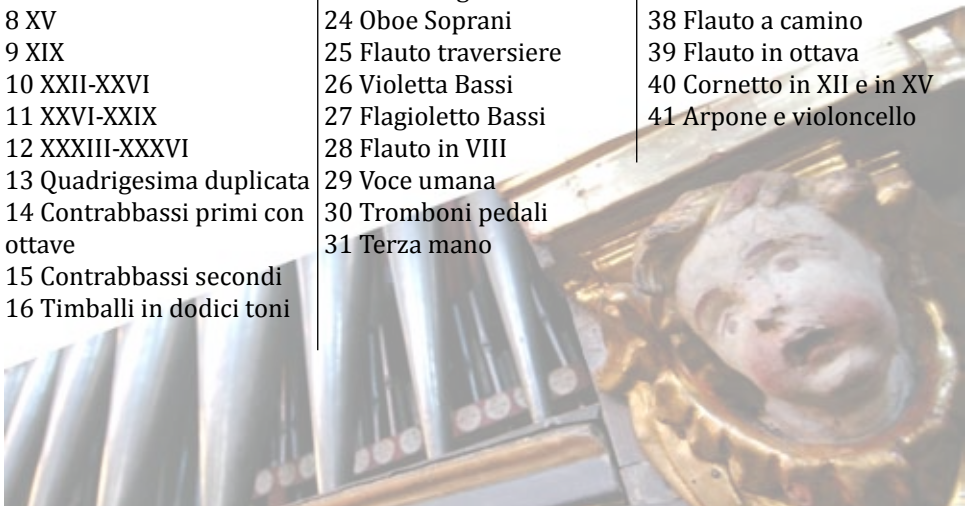 8 XV
9 XIX
10 XXII-XXVI
11 XXVI-XXIX
12 XXXIII-XXXVI
13 Quadrigesima duplicata
14 Contrabbassi primi con
ottave
15 Contrabbassi secondi
16 Timballi in dodici toni
24 Oboe Soprani
25 Flauto traversiere
26 Violetta Bassi
27 Flagioletto Bassi
28 Flauto in VIII
29 Voce umana
30 Tromboni pedali
31 Terza mano
38 Flauto a camino
39 Flauto in ottava
40 Cornetto in XII e in XV
41 Arpone e violoncello